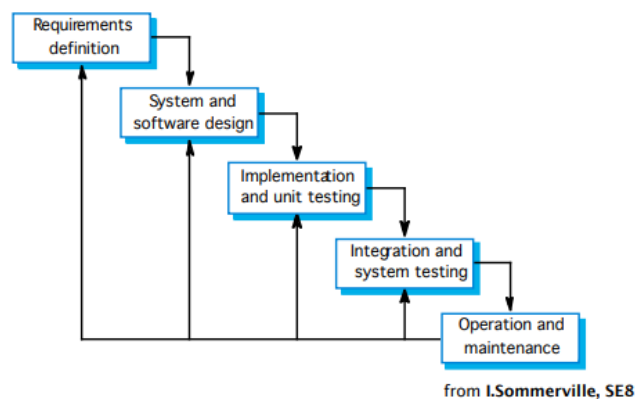 Requirements
definition
System and
software design
Implementation
and unit testing
Integration and
system testing
Operation and
maintenance
from I.Sommerville, SE8